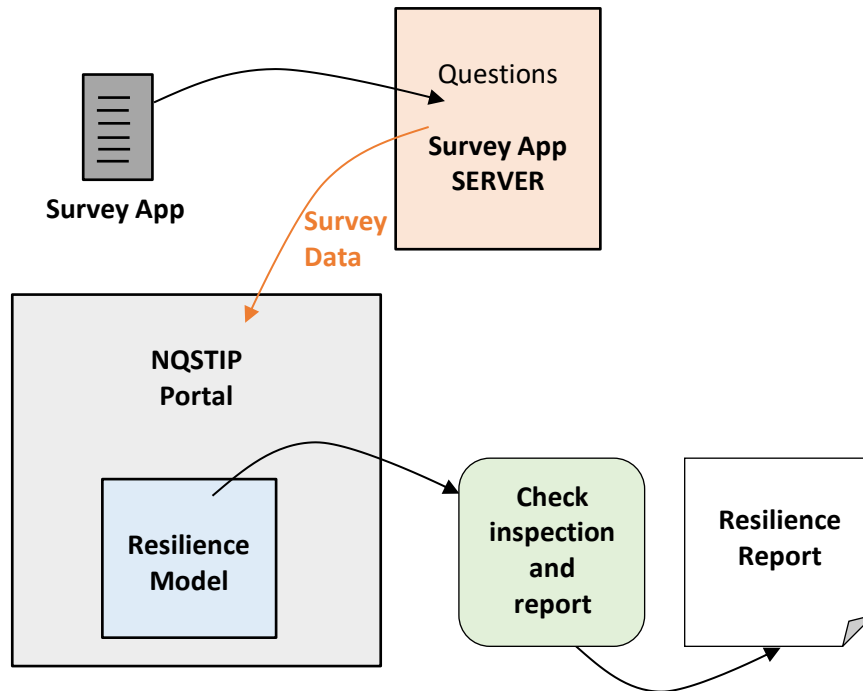 Questions
Survey App
SERVER
Survey App
Survey
Data
NQSTIP
Portal
Resilience
Model
Check
inspection
and
report
Resilience
Report